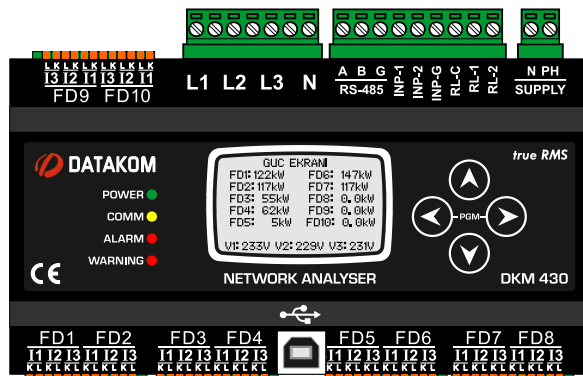 L K L K L K L K L K L K
I3 I2 I1 I3 I2 I1
FD9 FD10
L1 L2 L3 N
A B G
RS-485
INP-1
INP-2
INP-G
RL-C
RL-1
RL-2
N PH
SUPPLY
DATAKOM
true RMS
POWER
COMM
ALARM
WARNING
GUC EKRANI
FD1: 122kW FD6: 147kW
FD2: 117kW FD7: 117kW
FD3: 55kW FD8: 0.0kW
FD4: 62kW FD9: 0.0kW
FD5: 5kW FD10: 0.0kW
V1: 233V V2: 229V V3: 231V
PGM
CE
NETWORK ANALYSER
DKM 430
FD1 FD2 FD3 FD4 FD5 FD6 FD7 FD8
I1 I2 I3 I1 I2 I3 I1 I2 I3 I1 I2 I3 I1 I2 I3 I1 I2 I3 I1 I2 I3 I1 I2 I3
K L K L K L K L K L K L K L K L K L K L K L K L K L K L K L K L K L K L K L K L K L K L K L K L